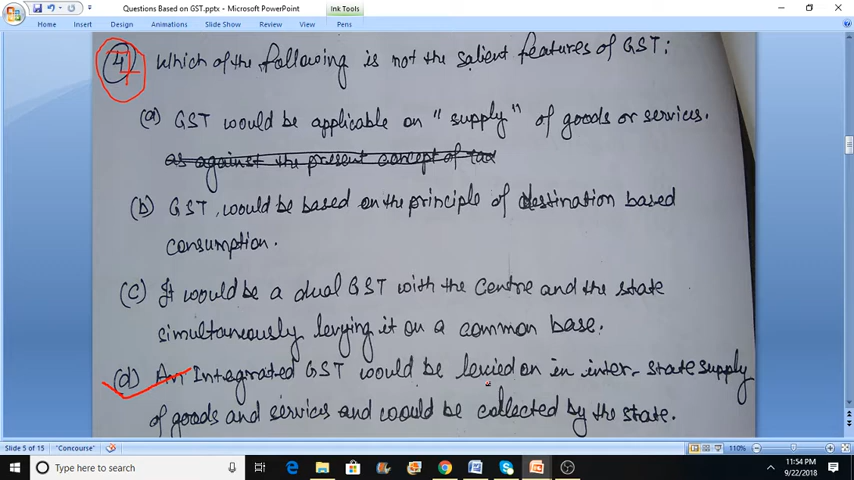 Questions Based on GST.pptx - Microsoft PowerPoint
Ink Tools
Home Insert Design Animations Slide Show Review View Pens
4 Which of the following is not the salient features of GST:
(a) GST would be applicable on "supply" of goods or services.
as against the present concept of tax
(b) GST, would be based on the principle of destination based
consumption.
(c) It would be a dual GST with the Centre and the state
simultaneously levying it on a common base.
(d) An Integrated GST would be levied on in inter-state supply
of goods and services and would be collected by the state.
Slide 5 of 15 "Concourse" 110%
Type here to search
11:54 PM
9/22/2018